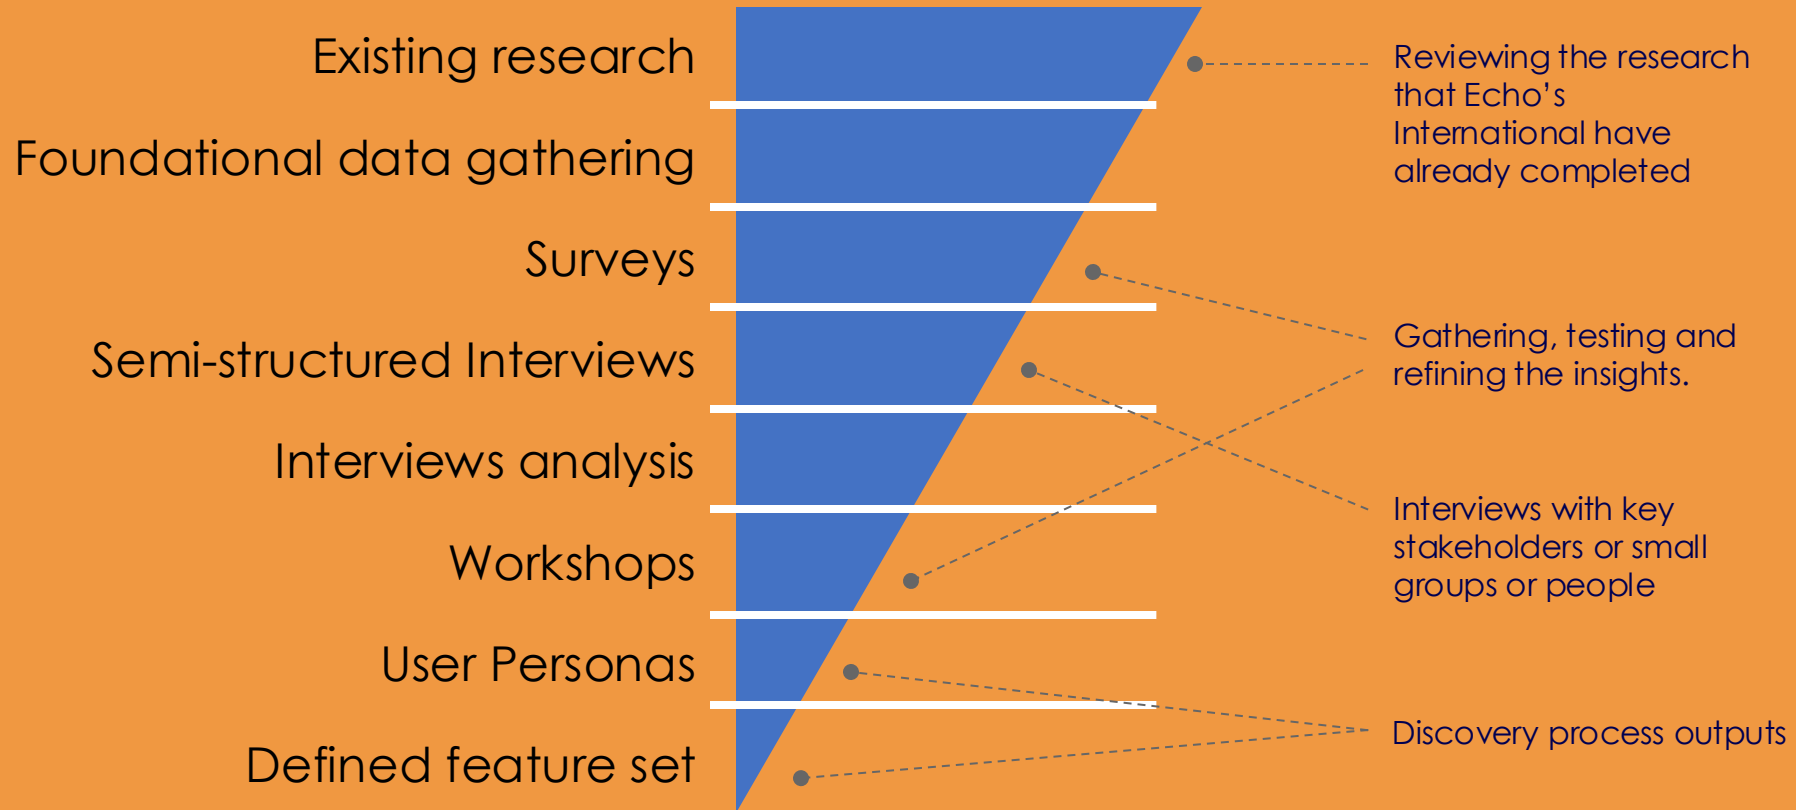 Existing research
Foundational data gathering
Surveys
Semi-structured Interviews
Interviews analysis
Workshops
User Personas
Defined feature set
Reviewing the research
that Echo’s
International have
already completed
Gathering, testing and
refining the insights.
Interviews with key
stakeholders or small
groups or people
Discovery process outputs